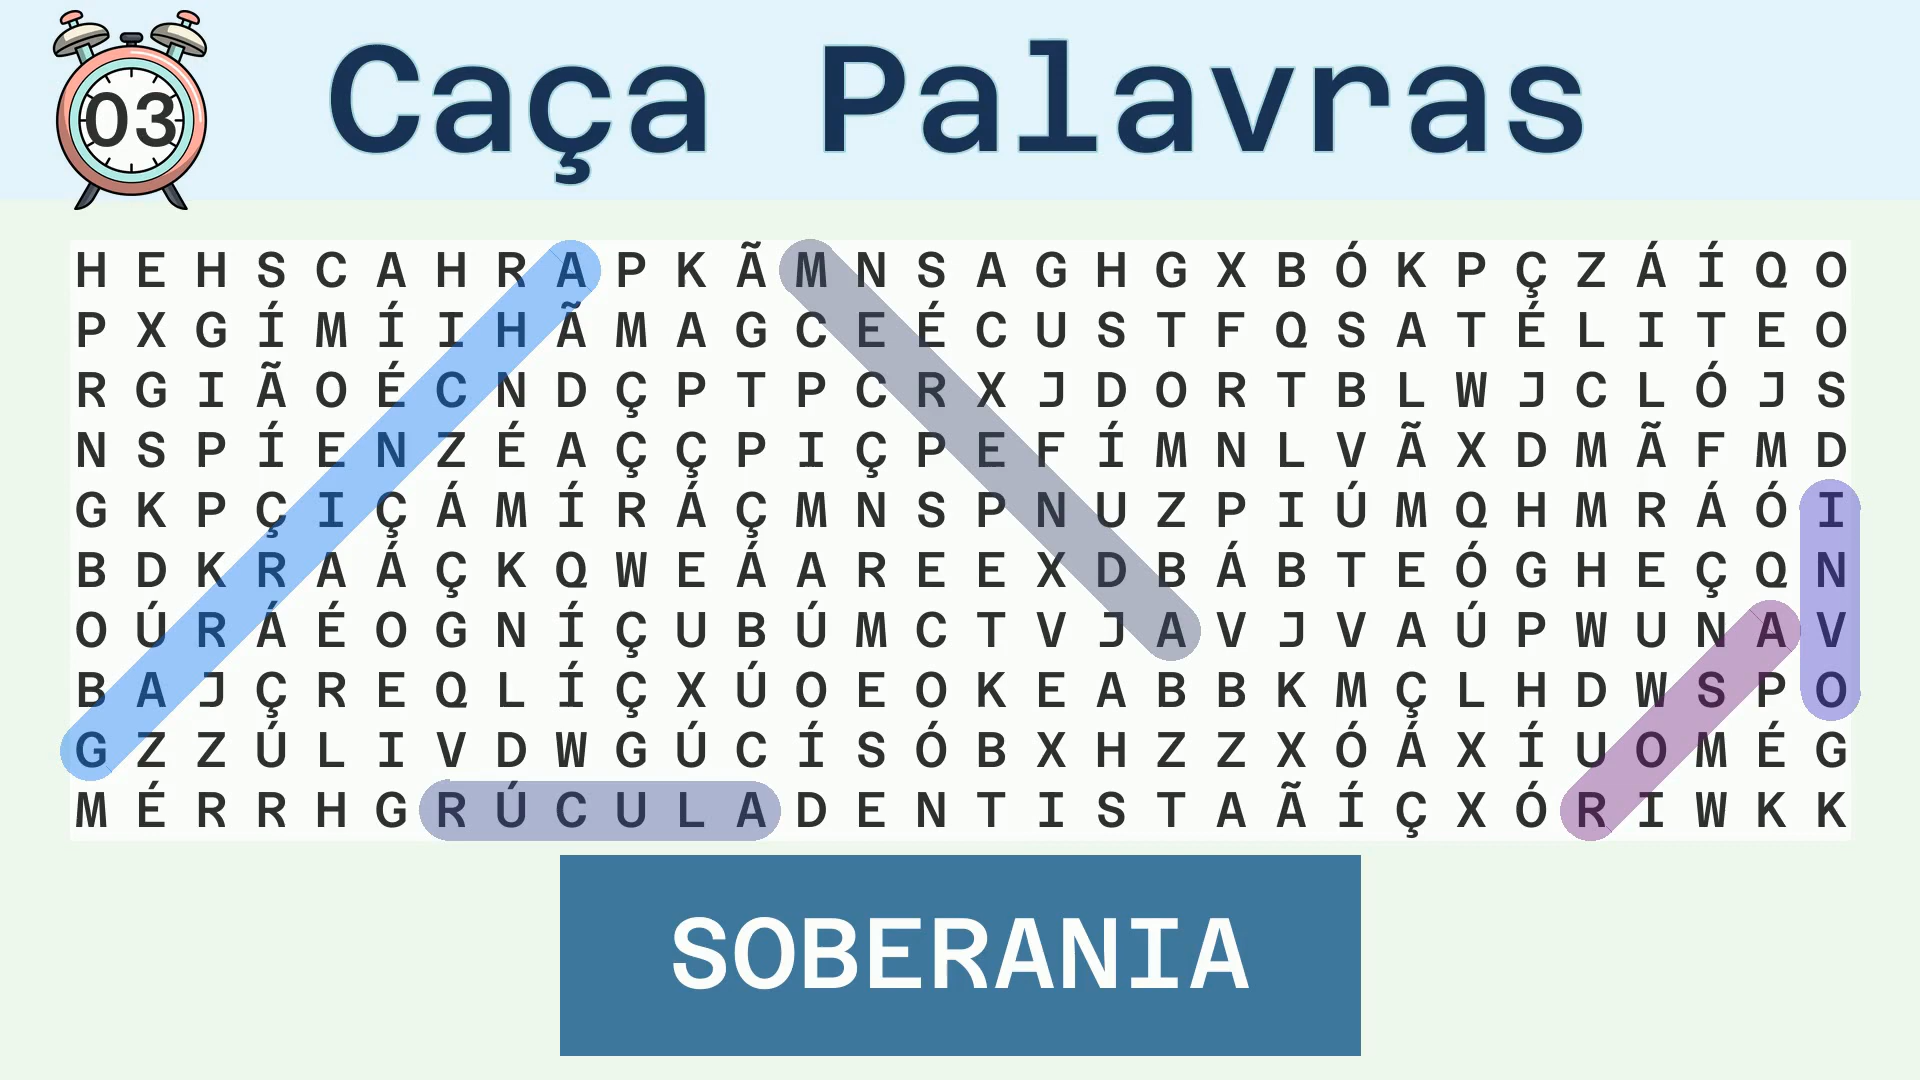 03
Caça Palavras
H E H S C A H R A P K Ã M N S A G H G X B Ó K P Ç Z Á Í Q O
P X G Í M Í I H Ã M A G C E É C U S T F Q S A T É L I T E O
R G I Ã O É C N D Ç P T P C R X J D O R T B L W J C L Ó J S
N S P Í E N Z É A Ç Ç P I Ç P E F Í M N L V Ã X D M Ã F M D
G K P Ç I Ç Á M Í R Á Ç M N S P N U Z P I Ú M Q H M R Á Ó I
B D K R A Á Ç K Q W E Á A R E E X D B Á B T E Ó G H E Ç Q N
O Ú R Á É O G N Í Ç U B Ú M C T V J A V J V A Ú P W U N A V
B A J Ç R E Q L Í Ç X Ú O E O K E A B B K M Ç L H D W S P O
G Z Z Ú L I V D W G Ú C Í S Ó B X H Z Z X Ó Á X Í U O M É G
M É R R H G R Ú C U L A D E N T I S T A Ã Í Ç X Ó R I W K K
SOBERANIA